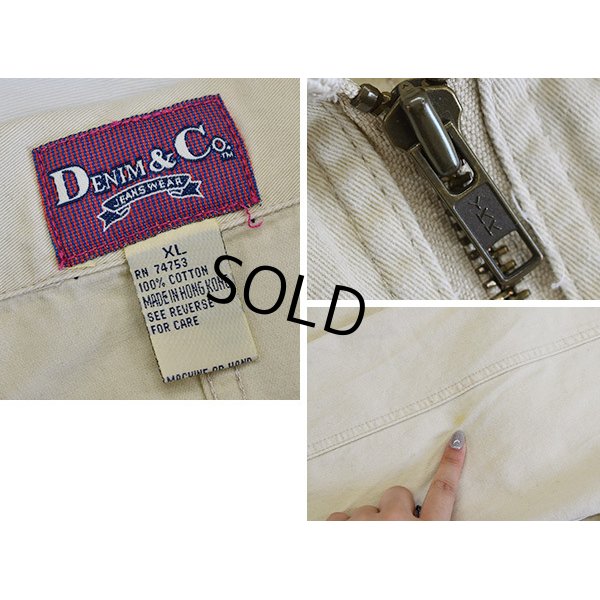 DENIM & CO.™
JEANS WEAR
XL
RN 74753
100% COTTON
MADE IN HONG KONG
SEE REVERSE
FOR CARE
MACHINE OR HAND
SOLD
YKK